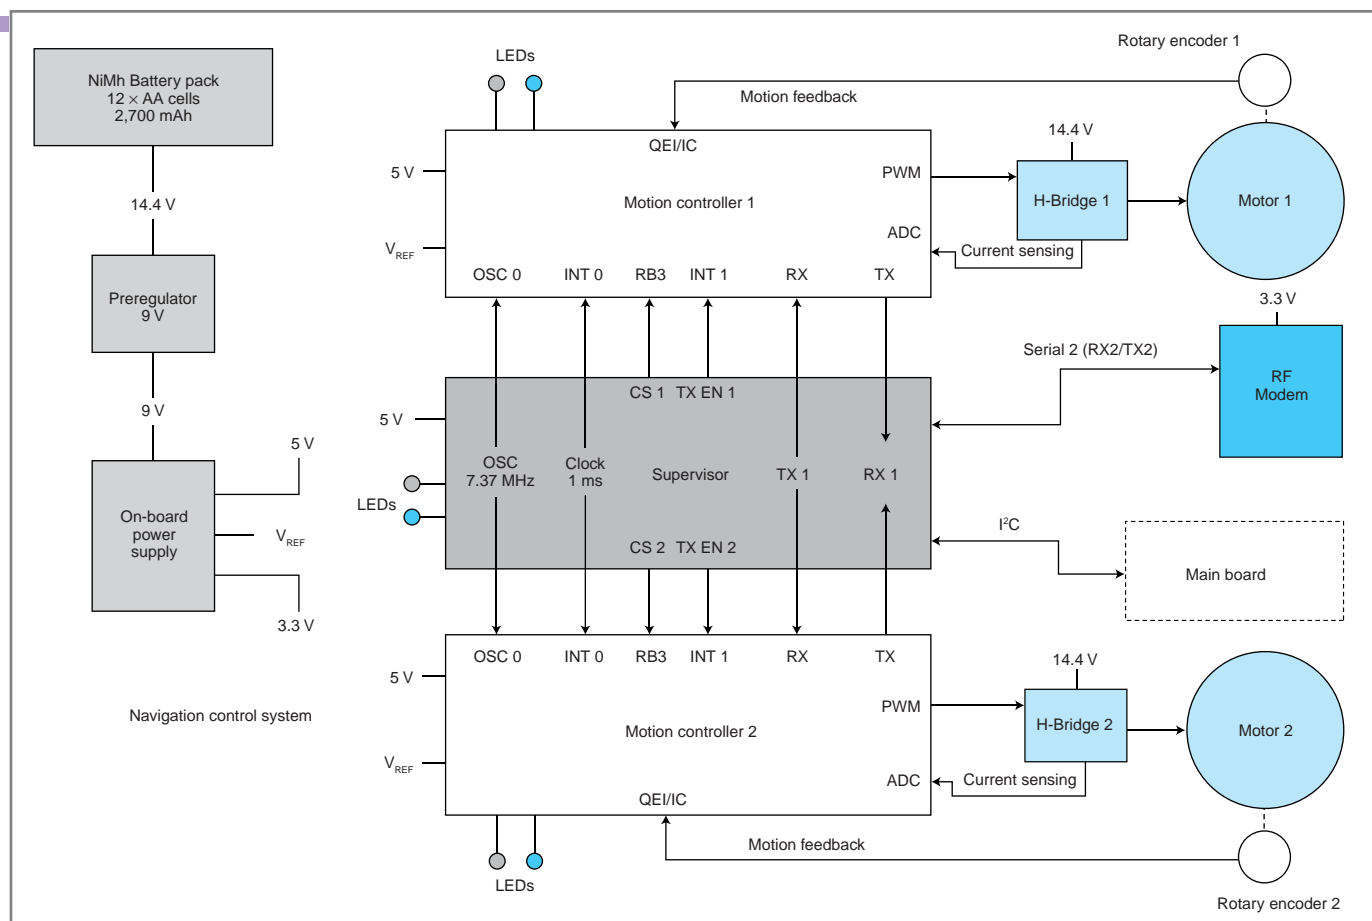 LEDs
Rotary encoder 1
NiMh Battery pack
12 × AA cells
2,700 mAh
Motion feedback
14.4 V
QEI/IC
5 V
PWM
Motion controller 1
H-Bridge 1
Motor 1
14.4 V
ADC
V_REF
Current sensing
OSC 0 INT 0 RB3 INT 1 RX TX
Preregulator
9 V
3.3 V
Serial 2 (RX2/TX2)
RF
Modem
CS 1 TX EN 1
9 V
5 V
5 V
OSC
7.37 MHz
Clock
1 ms
Supervisor
TX 1
RX 1
LEDs
On-board
power
supply
V_REF
I²C
CS 2 TX EN 2
Main board
3.3 V
OSC 0 INT 0 RB3 INT 1 RX TX
14.4 V
5 V
Navigation control system
PWM
Motion controller 2
H-Bridge 2
Motor 2
V_REF
ADC
Current sensing
QEI/IC
Motion feedback
LEDs
Rotary encoder 2